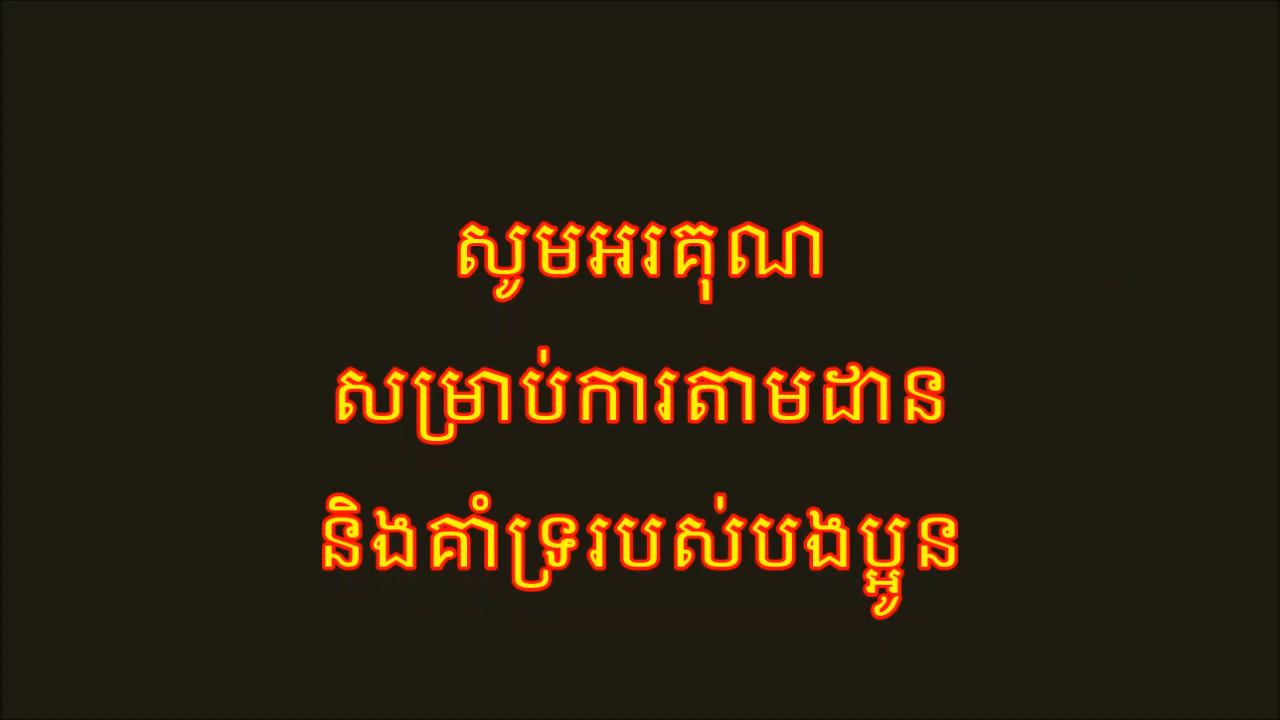 សូមអរគុណ
សម្រាប់ការតាមដាន
និងគាំទ្ររបស់បងប្អូន